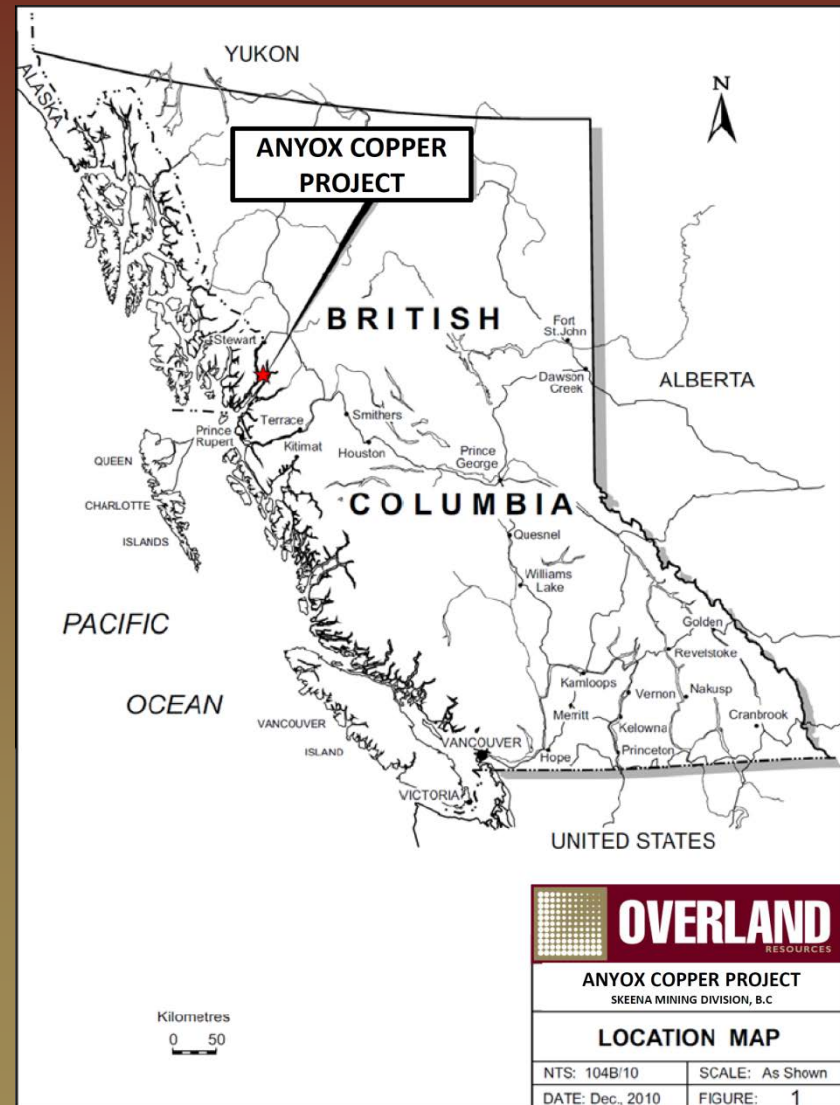 YUKON
ALASKA
N
ANYOX COPPER
PROJECT
BRITISH
Stewart
Fort
St.John
Dawson
Creek
ALBERTA
Prince
Rupert
Terrace
Kitimat
Smithers
Houston
Prince
George
QUEEN
CHARLOTTE
ISLANDS
COLUMBIA
Quesnel
Williams
Lake
PACIFIC
OCEAN
Golden
Revelstoke
Kamloops
Vernon
Nakusp
Merritt
Kelowna
Cranbrook
VANCOUVER
ISLAND
VANCOUVER
Hope
Princeton
VICTORIA
UNITED STATES
OVERLAND
RESOURCES
ANYOX COPPER PROJECT
SKEENA MINING DIVISION, B.C
LOCATION MAP
Kilometres
0 50
NTS: 104B/10 SCALE: As Shown
DATE: Dec., 2010 FIGURE: 1